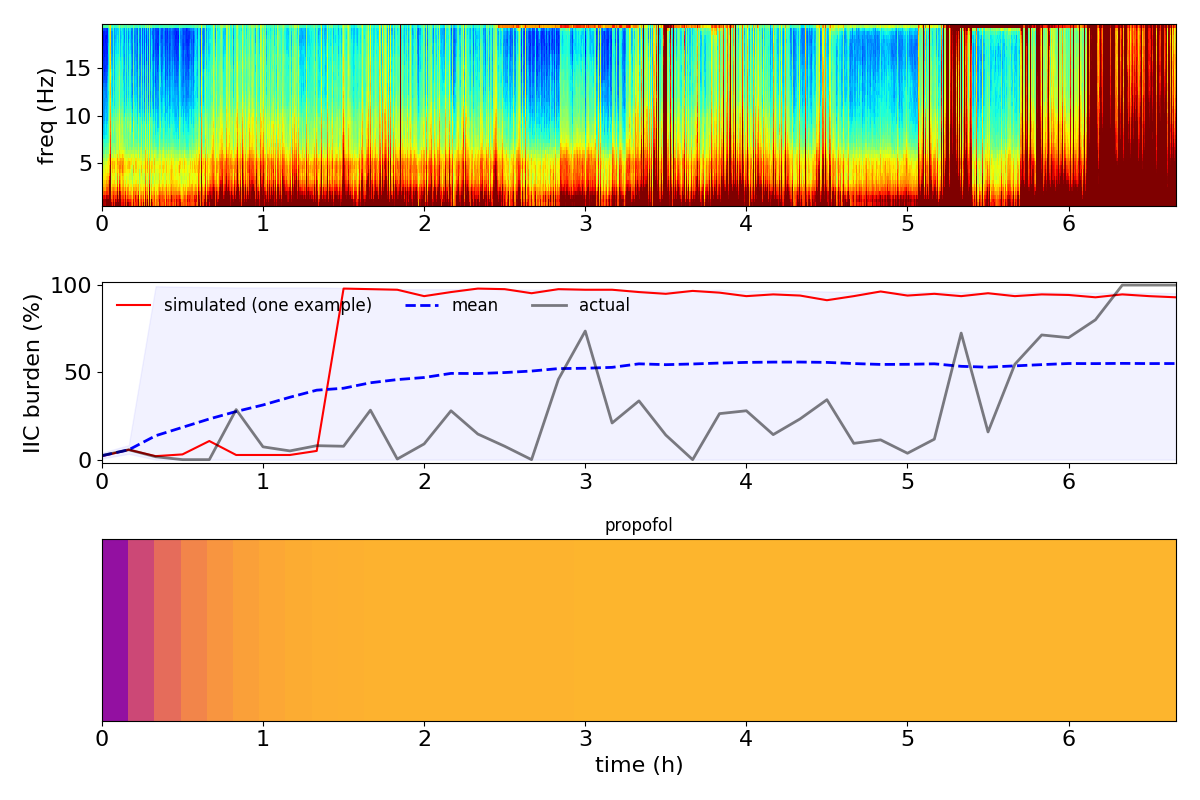 freq (Hz)
15
10
5
0 1 2 3 4 5 6
IIC burden (%)
100
50
0
simulated (one example) mean actual
0 1 2 3 4 5 6
propofol
0 1 2 3 4 5 6
time (h)